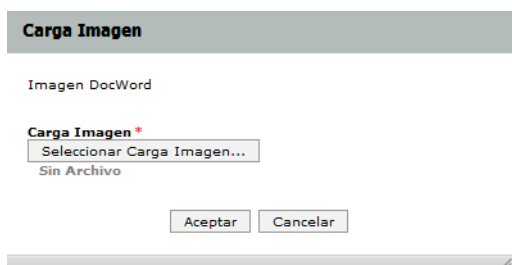 Carga Imagen
Imagen DocWord
Carga Imagen *
Seleccionar Carga Imagen...
Sin Archivo
Aceptar Cancelar